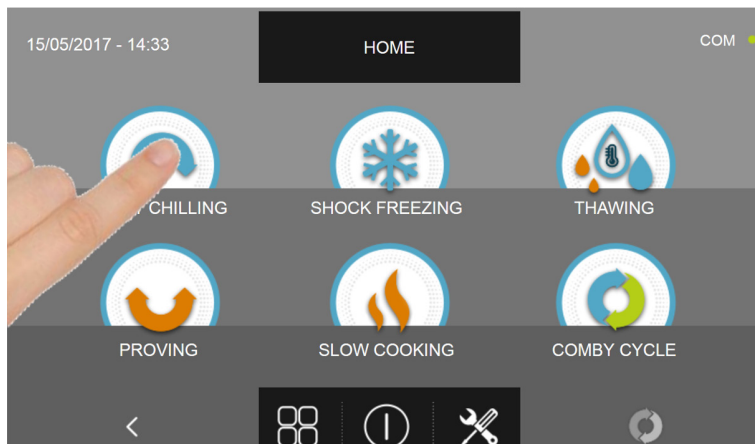 15/05/2017 - 14:33
HOME
COM
CHILLING
SHOCK FREEZING
THAWING
PROVING
SLOW COOKING
COMBY CYCLE